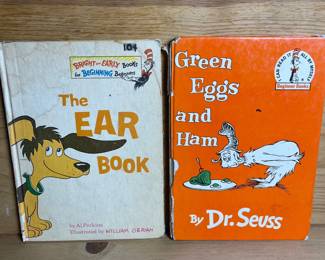 104
BRIGHT and EARLY BOOKS
for BEGINNING Beginners
The
EAR
BOOK
by Al Perkins
Illustrated by WILLIAM O'BRIAN
I CAN READ IT ALL BY MYSELF
Beginner Books
Green
Eggs
and
Ham
By Dr. Seuss